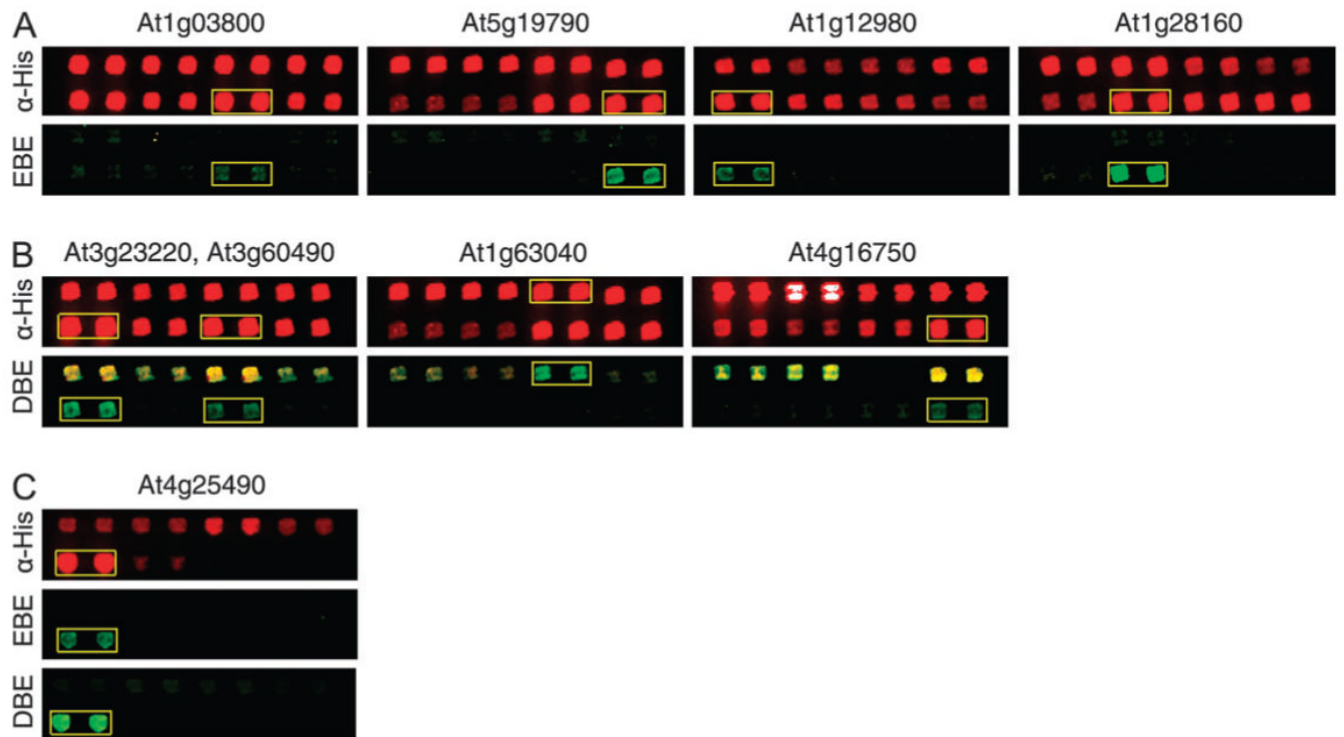 A
At1g03800 At5g19790 At1g12980 At1g28160
α-His
EBE
B
At3g23220, At3g60490 At1g63040 At4g16750
α-His
DBE
C
At4g25490
α-His
EBE
DBE